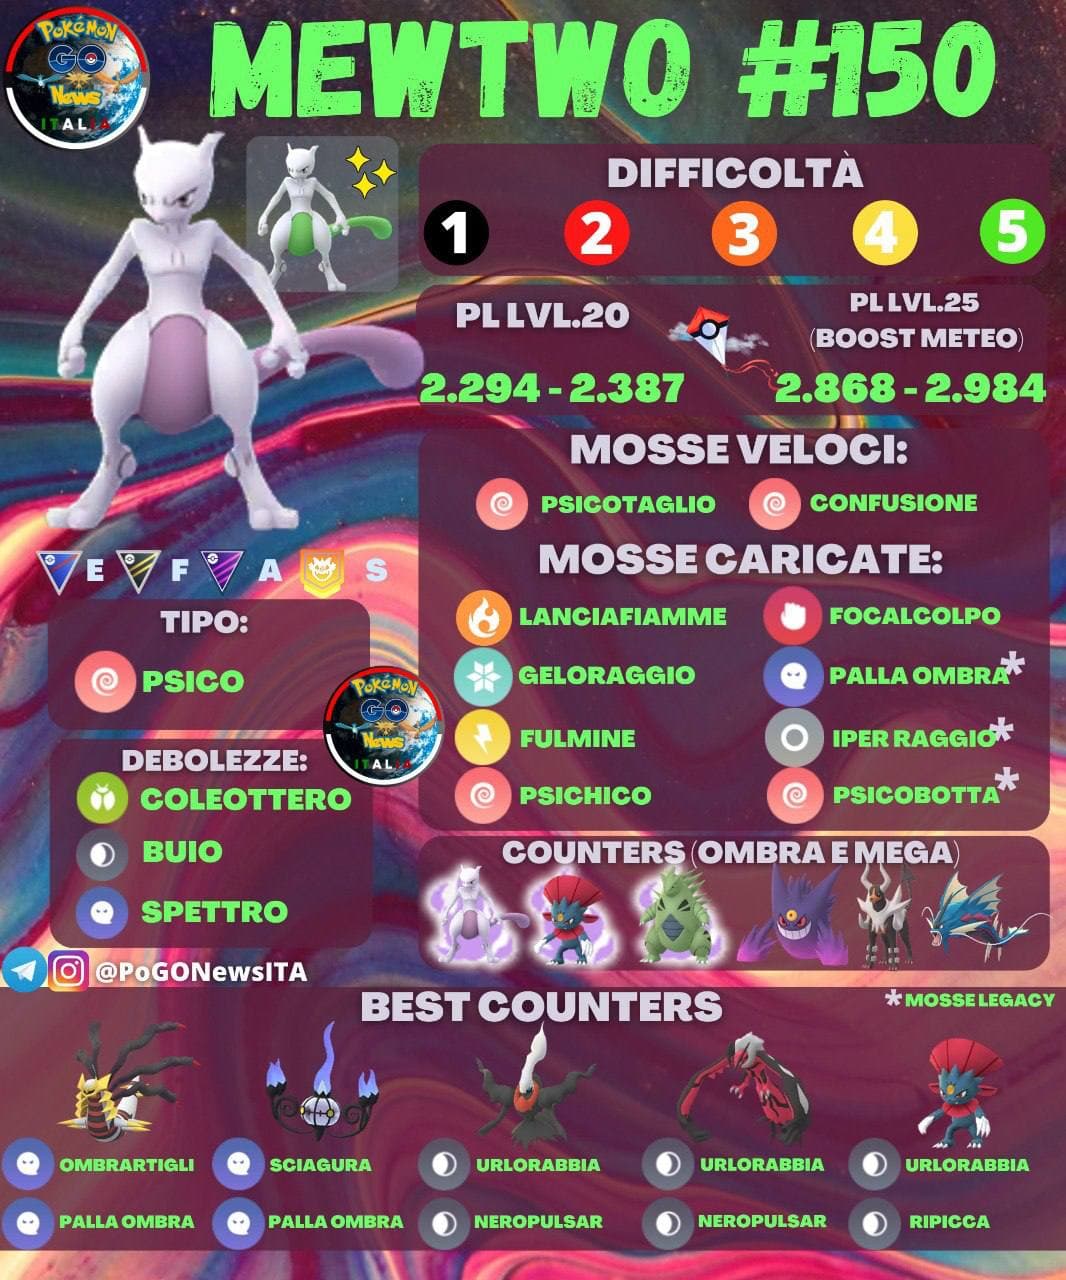 Pokémon
GO
News
ITALIA
MEWTWO #150
DIFFICOLTÀ
1 2 3 4 5
PL LVL.20
PL LVL.25
(BOOST METEO)
2.294 - 2.387
2.868 - 2.984
MOSSE VELOCI:
PSICOTAGLIO CONFUSIONE
MOSSE CARICATE:
LANCIAFIAMME FOCALCOLPO
GELORAGGIO PALLA OMBRA*
FULMINE IPER RAGGIO*
PSICHICO PSICOBOTTA*
E F A S
TIPO:
PSICO
Pokémon
GO
News
ITALIA
DEBOLEZZE:
COLEOTTERO
BUIO
SPETTRO
@PoGONewsITA
COUNTERS (OMBRA E MEGA)
BEST COUNTERS
*MOSSE LEGACY
OMBRARTIGLI SCIAGURA URLORABBIA URLORABBIA URLORABBIA
PALLA OMBRA PALLA OMBRA NEROPULSAR NEROPULSAR RIPICCA